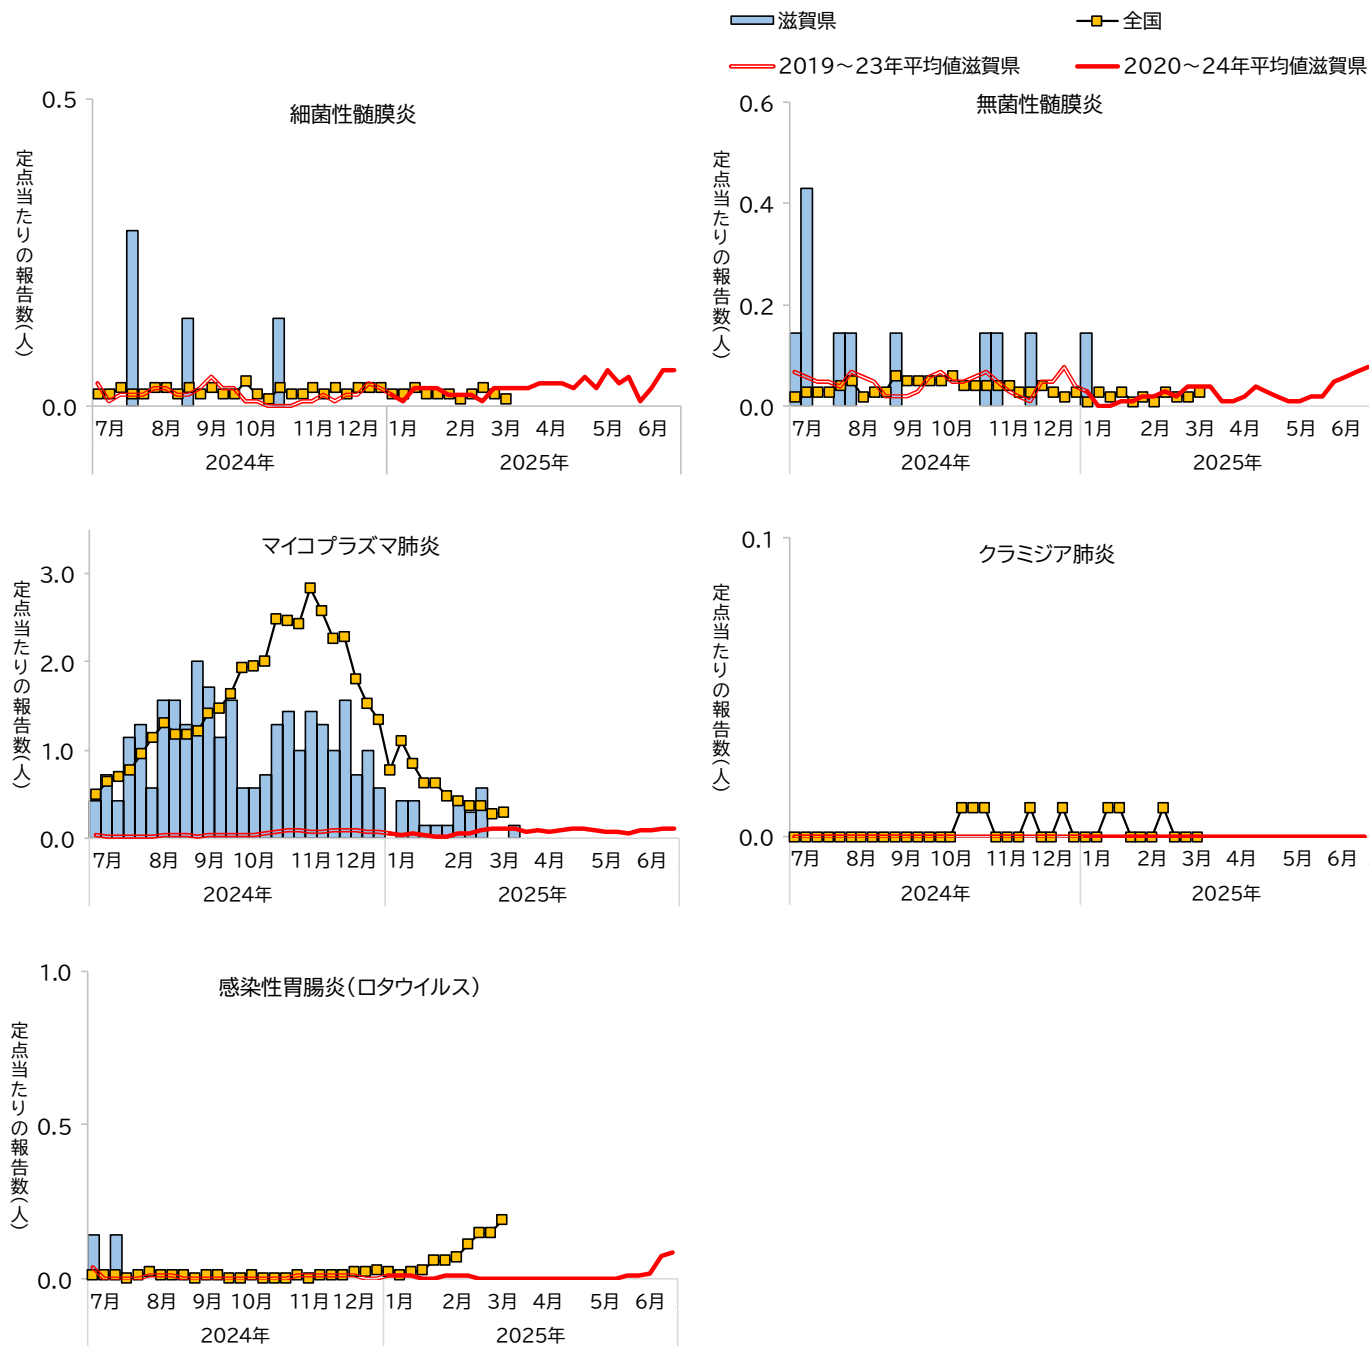 滋賀県
全国
2019～23年平均値滋賀県
2020～24年平均値滋賀県
細菌性髄膜炎
定点当たりの報告数(人)
0.5
0.0
7月 8月 9月 10月 11月 12月 1月 2月 3月 4月 5月 6月
2024年 2025年
無菌性髄膜炎
定点当たりの報告数(人)
0.6
0.4
0.2
0.0
7月 8月 9月 10月 11月 12月 1月 2月 3月 4月 5月 6月
2024年 2025年
マイコプラズマ肺炎
定点当たりの報告数(人)
3.0
2.0
1.0
0.0
7月 8月 9月 10月 11月 12月 1月 2月 3月 4月 5月 6月
2024年 2025年
クラミジア肺炎
定点当たりの報告数(人)
0.1
0.0
7月 8月 9月 10月 11月 12月 1月 2月 3月 4月 5月 6月
2024年 2025年
感染性胃腸炎(ロタウイルス)
定点当たりの報告数(人)
1.0
0.5
0.0
7月 8月 9月 10月 11月 12月 1月 2月 3月 4月 5月 6月
2024年 2025年